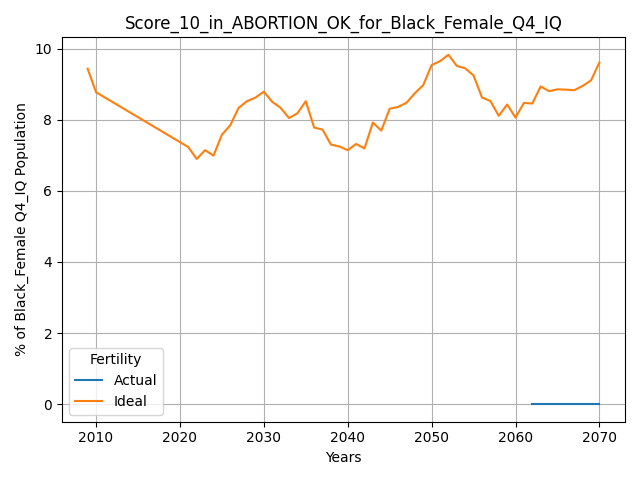 Score_10_in_ABORTION_OK_for_Black_Female_Q4_IQ
% of Black_Female Q4_IQ Population
10
8
6
4
2
0
Fertility
Actual
Ideal
2010 2020 2030 2040 2050 2060 2070
Years